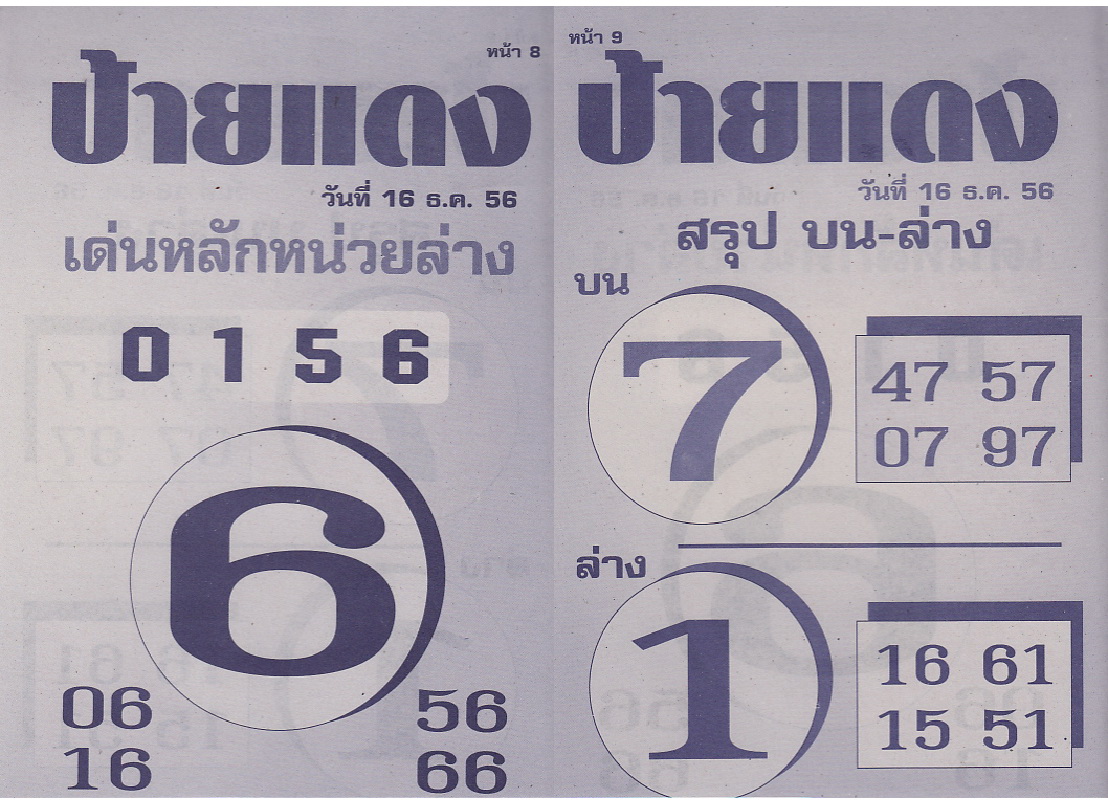 หน้า 8
ป้ายแดง
วันที่ 16 ธ.ค. 56
เด่นหลักหน่วยล่าง
0 1 5 6
6
06 56
16 66
หน้า 9
ป้ายแดง
วันที่ 16 ธ.ค. 56
สรุป บน-ล่าง
บน
7
47 57
07 97
ล่าง
1
16 61
15 51